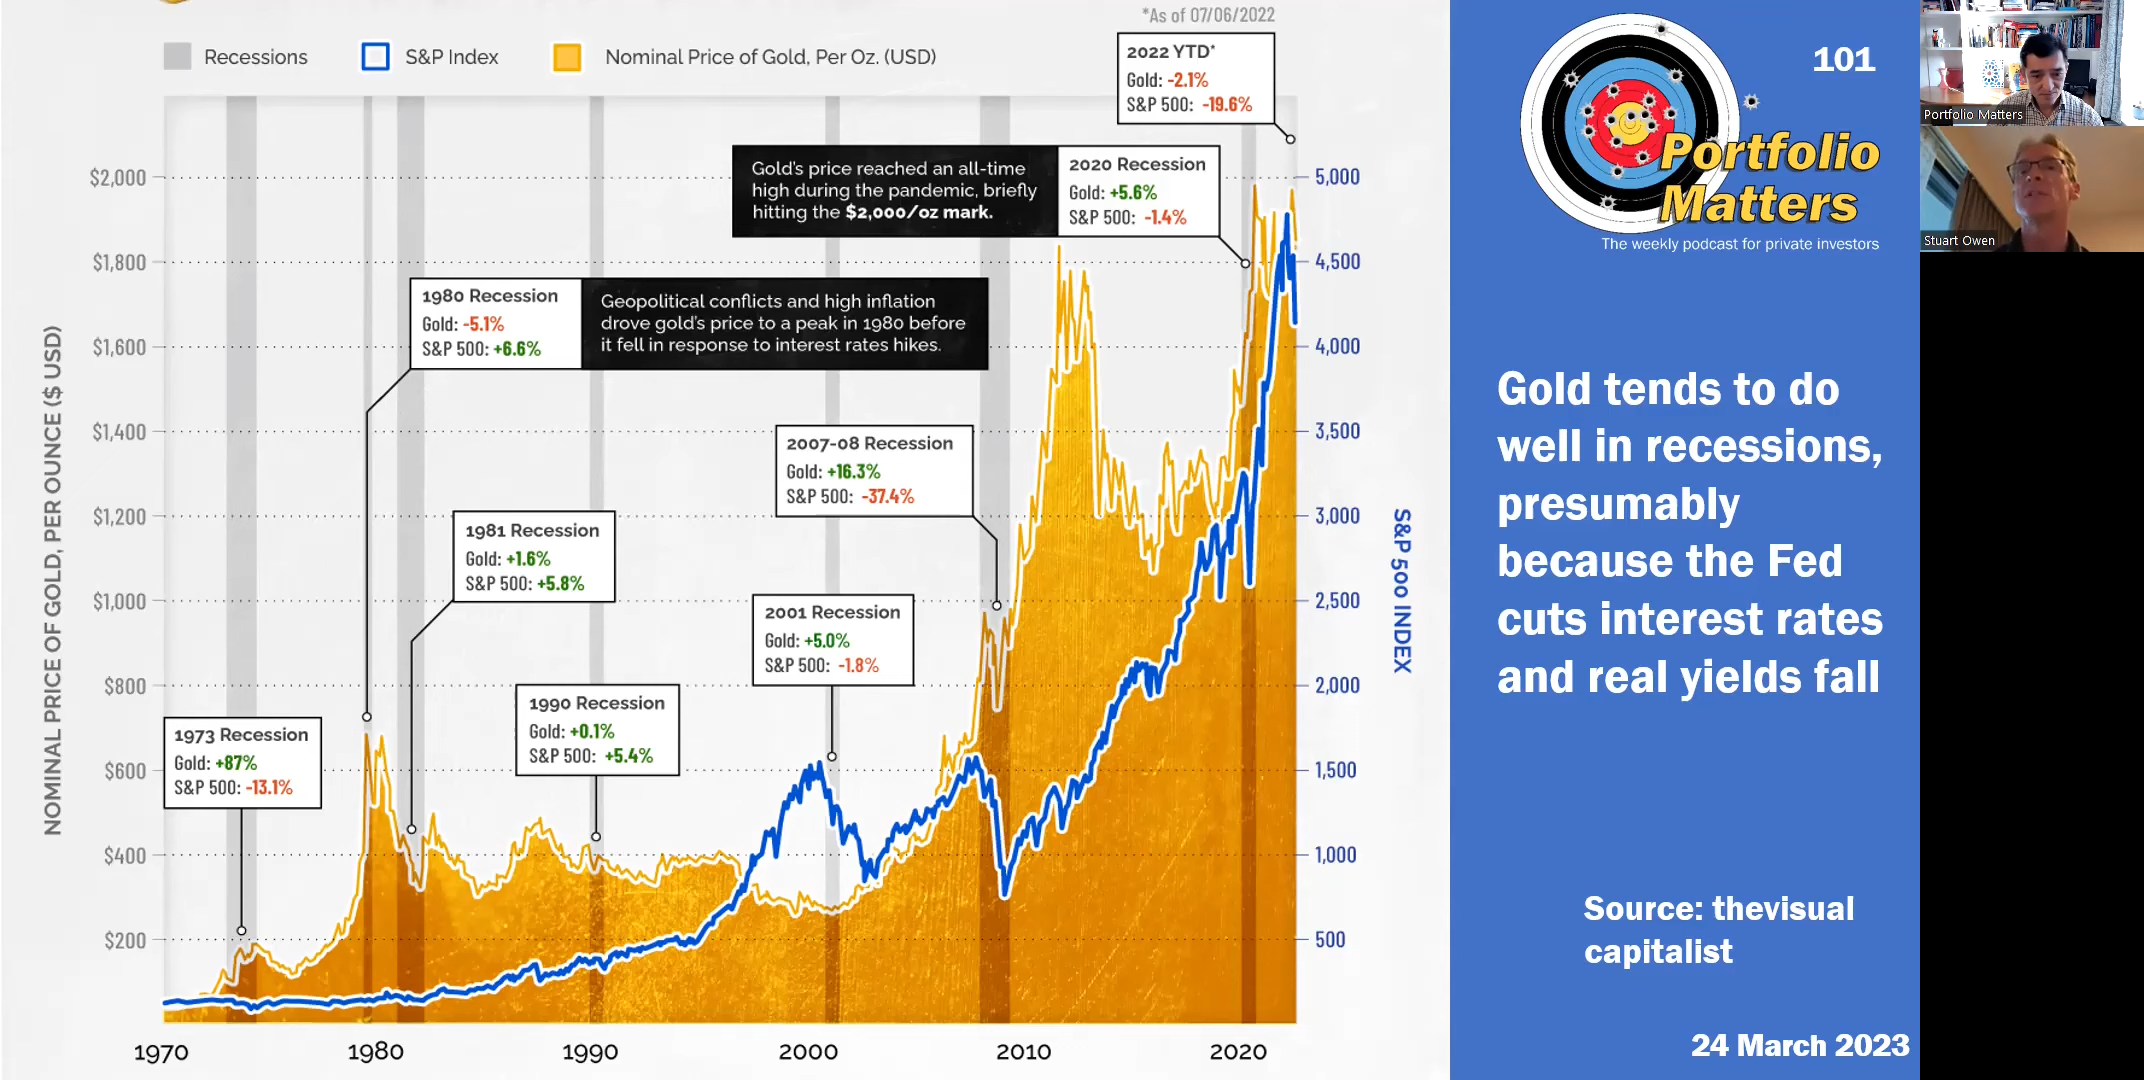 *As of 07/06/2022
Recessions
S&P Index
Nominal Price of Gold, Per Oz. (USD)
2022 YTD*
Gold: -2.1%
S&P 500: -19.6%
Gold's price reached an all-time
high during the pandemic, briefly
hitting the $2,000/oz mark.
2020 Recession
Gold: +5.6%
S&P 500: -1.4%
1980 Recession
Gold: -5.1%
S&P 500: +6.6%
Geopolitical conflicts and high inflation
drove gold's price to a peak in 1980 before
it fell in response to interest rates hikes.
2007-08 Recession
Gold: +16.3%
S&P 500: -37.4%
1981 Recession
Gold: +1.6%
S&P 500: +5.8%
2001 Recession
Gold: +5.0%
S&P 500: -1.8%
1990 Recession
Gold: +0.1%
S&P 500: +5.4%
1973 Recession
Gold: +87%
S&P 500: -13.1%
NOMINAL PRICE OF GOLD, PER OUNCE ($ USD)
$2,000
$1,800
$1,600
$1,400
$1,200
$1,000
$800
$600
$400
$200
5,000
4,500
4,000
3,500
3,000
2,500
2,000
1,500
1,000
500
S&P 500 INDEX
1970
1980
1990
2000
2010
2020
101
Portfolio
Matters
The weekly podcast for private investors
Gold tends to do
well in recessions,
presumably
because the Fed
cuts interest rates
and real yields fall
Source: thevisual
capitalist
24 March 2023
Portfolio Matters
Stuart Owen